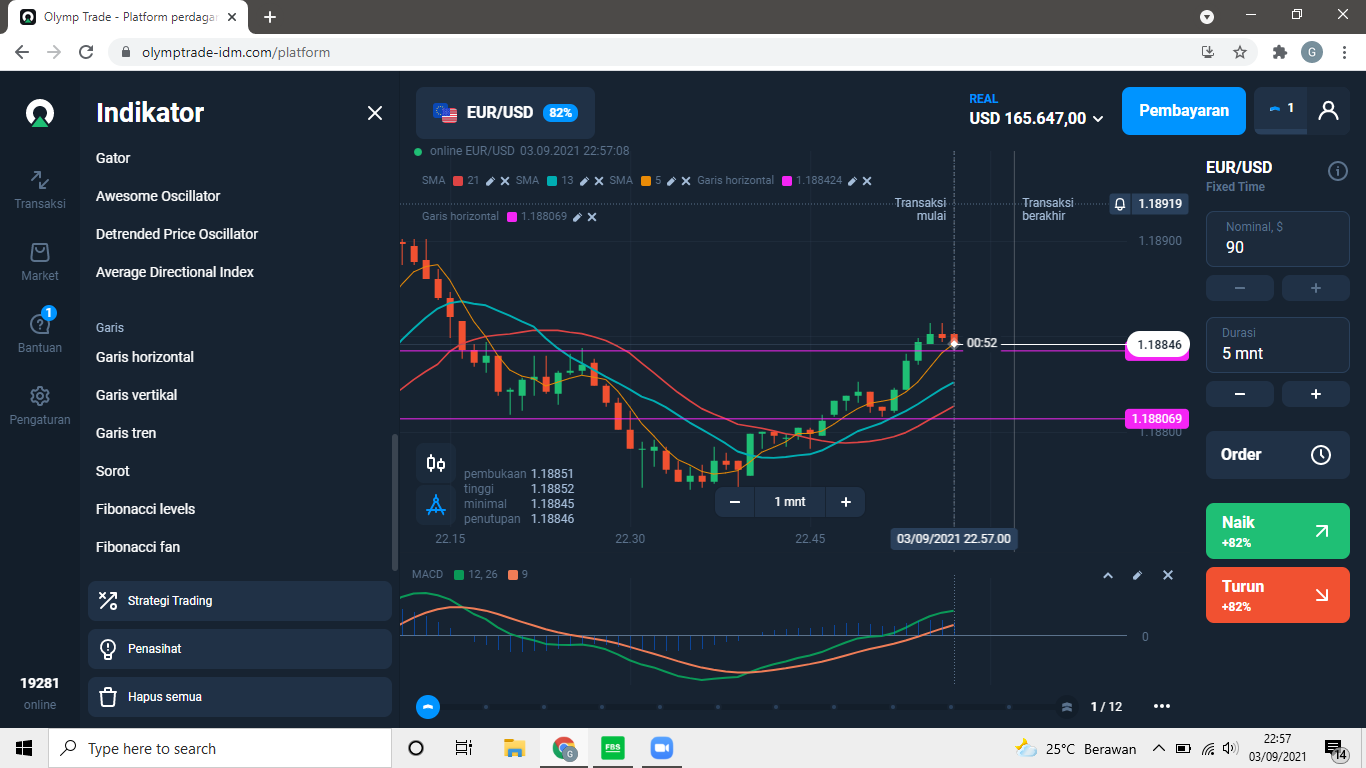 Olymp Trade - Platform perdagan
olymptrade-idm.com/platform
G
Indikator
Gator
Awesome Oscillator
Detrended Price Oscillator
Average Directional Index
Garis
Garis horizontal
Garis vertikal
Garis tren
Sorot
Fibonacci levels
Fibonacci fan
Strategi Trading
Penasihat
Hapus semua
Transaksi
Market
1
Bantuan
Pengaturan
19281
online
EUR/USD 82%
REAL
USD 165.647,00
Pembayaran
1
online EUR/USD 03.09.2021 22:57:08
SMA 21 SMA 13 SMA 5 Garis horizontal 1.188424
Garis horizontal 1.188069
Transaksi
mulai
Transaksi
berakhir
1.18919
1.18900
00:52
1.18846
1.188069
1.18800
pembukaan 1.18851
tinggi 1.18852
minimal 1.18845
penutupan 1.18846
1 mnt
22.15
22.30
22.45
03/09/2021 22.57.00
MACD 12, 26 9
0
1 / 12
EUR/USD
Fixed Time
Nominal, $
90
Durasi
5 mnt
Order
Naik
+82%
Turun
+82%
Type here to search
G
FBS
25°C Berawan
22:57
03/09/2021
14